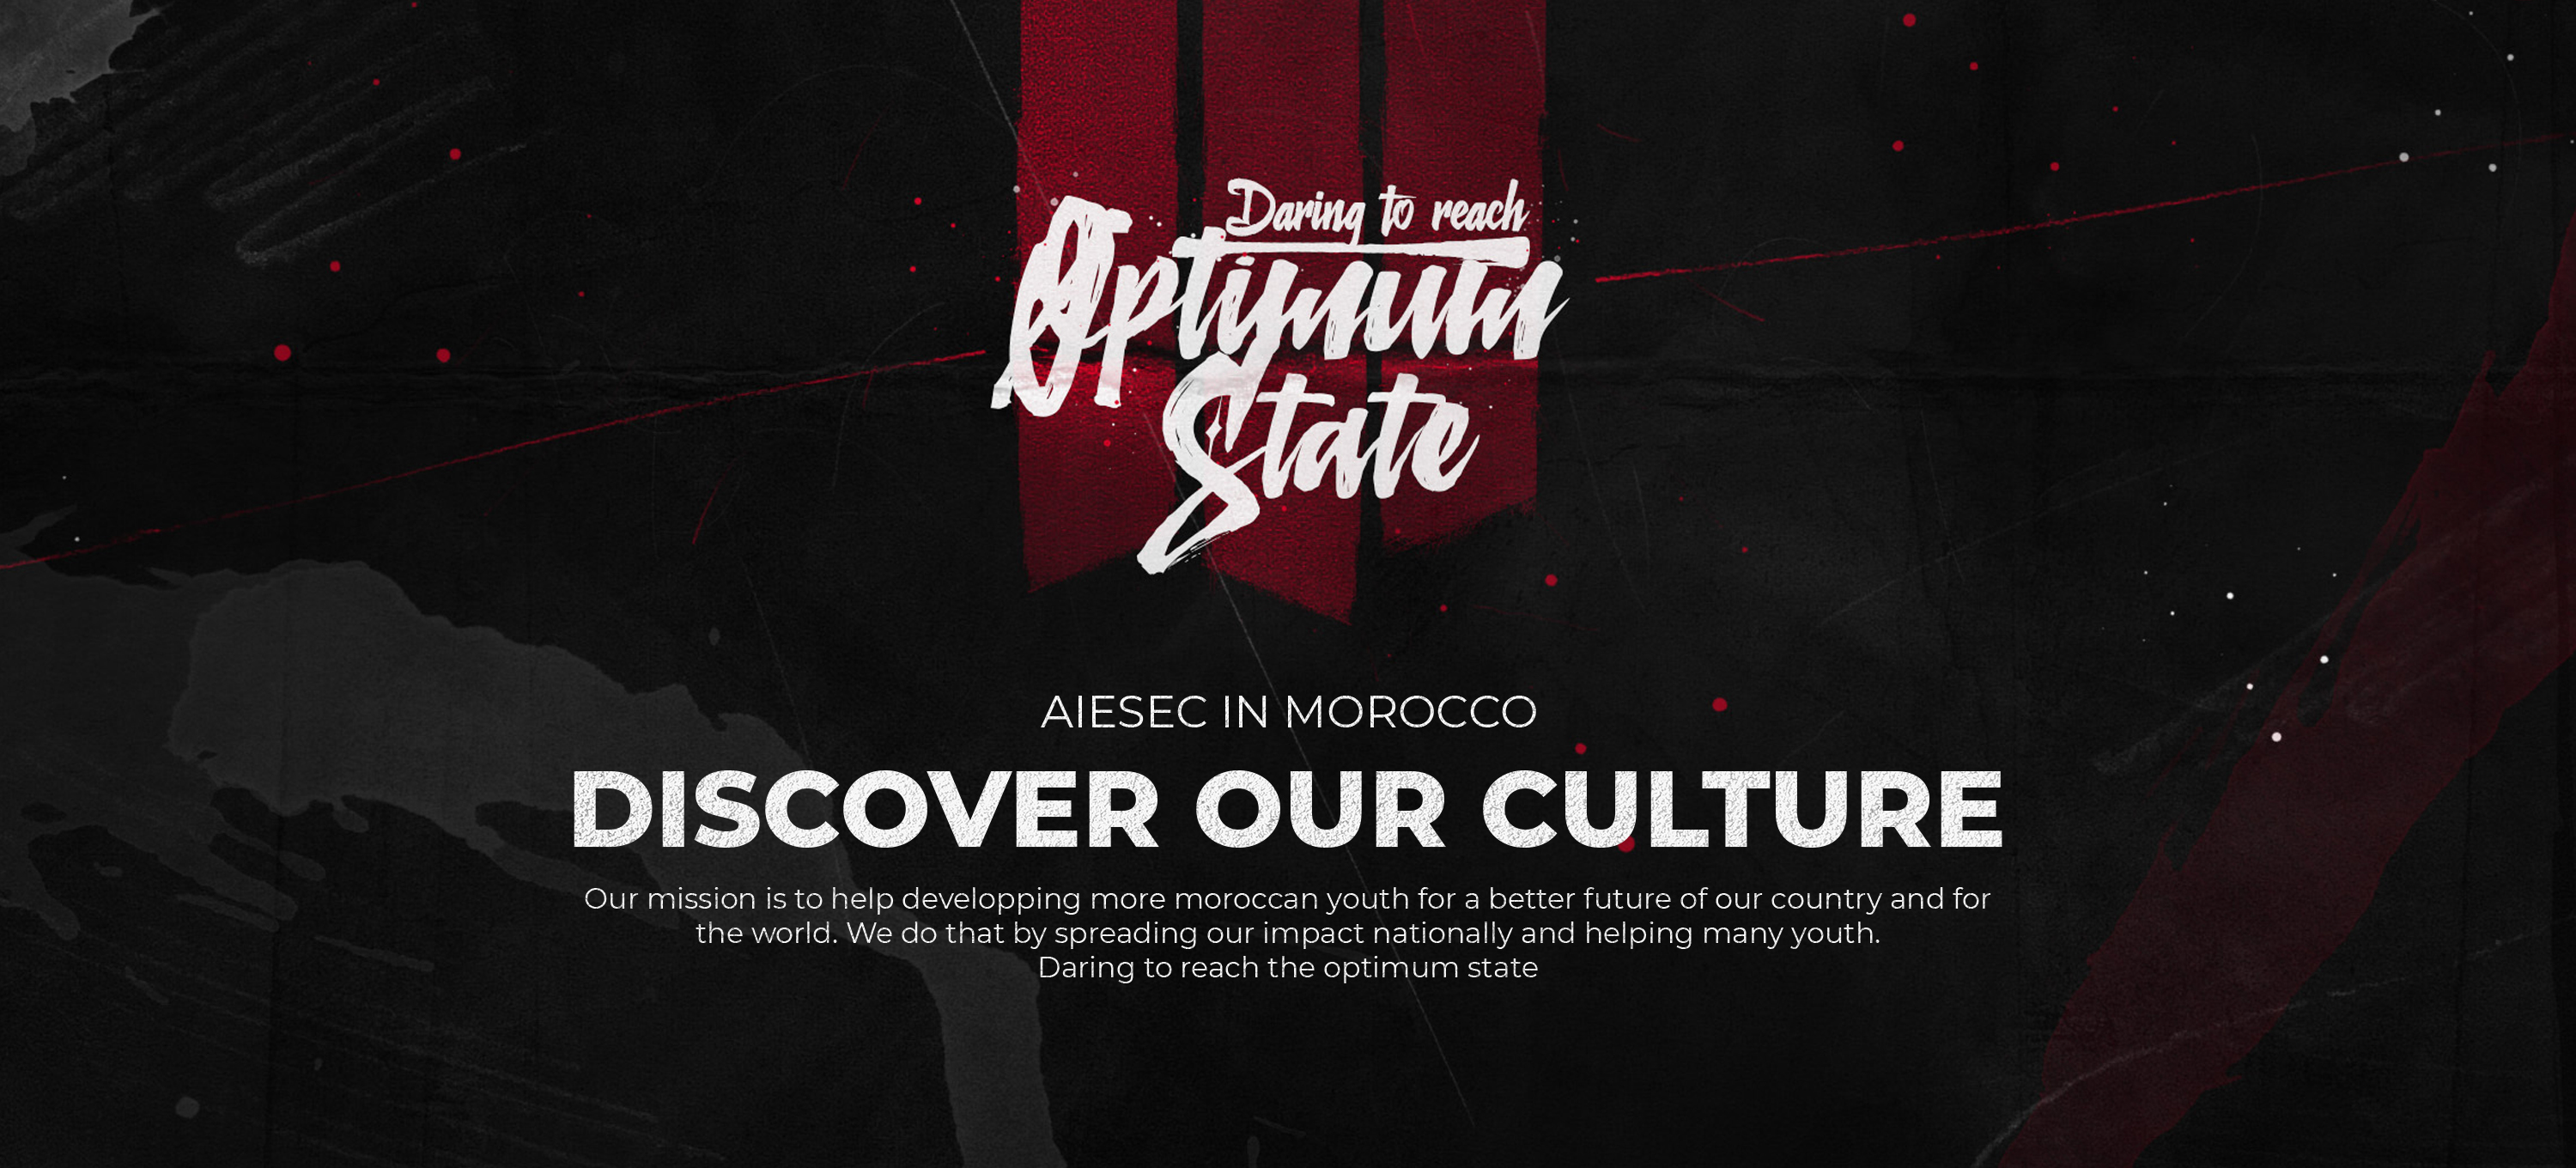 Daring to reach
Optimum
State
AIESEC IN MOROCCO
DISCOVER OUR CULTURE
Our mission is to help developping more moroccan youth for a better future of our country and for
the world. We do that by spreading our impact nationally and helping many youth.
Daring to reach the optimum state